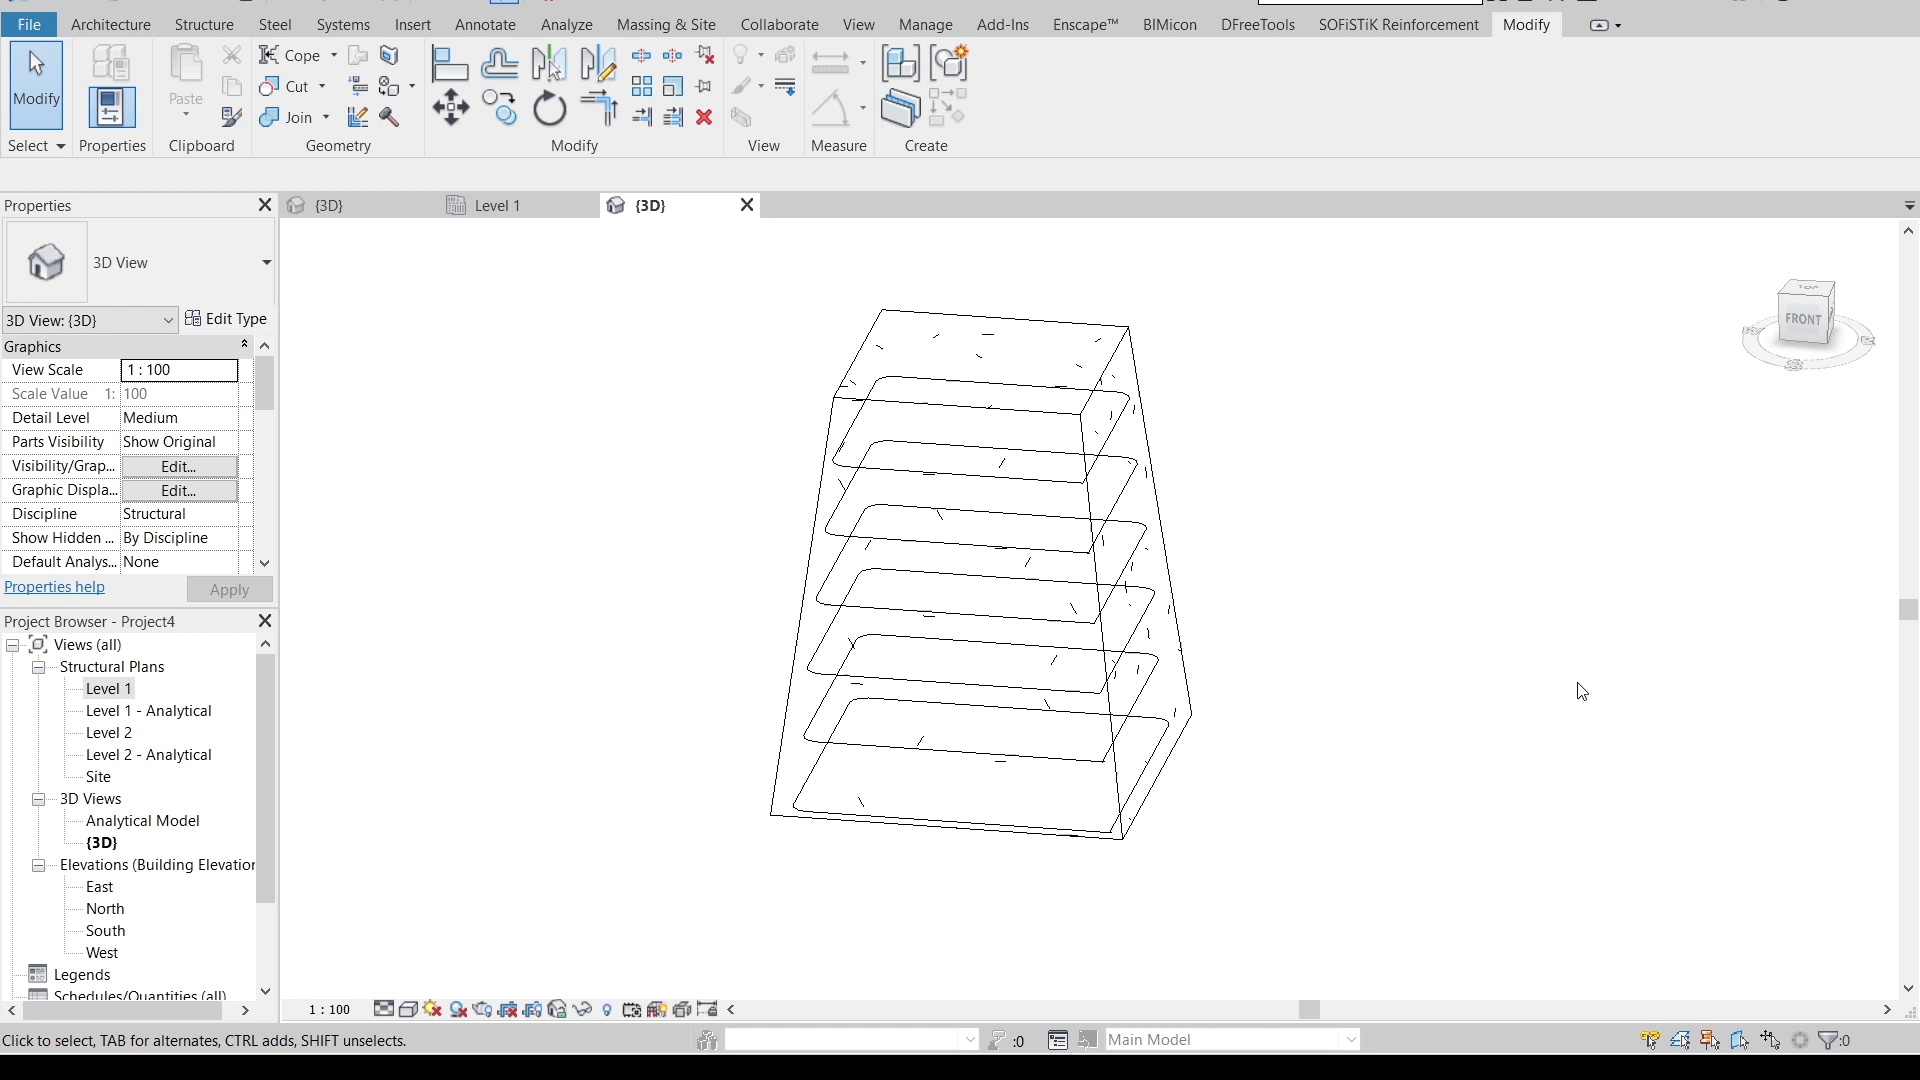 File Architecture Structure Steel Systems Insert Annotate Analyze Massing & Site Collaborate View Manage Add-Ins Enscape™ BIMicon DFreeTools SOFiSTiK Reinforcement Modify
Modify Paste Cope
Cut
Join
Select Properties Clipboard Geometry Modify View Measure Create
Properties
{3D} Level 1 {3D}
3D View
3D View: {3D} Edit Type
Graphics
View Scale 1 : 100
Scale Value 1: 100
Detail Level Medium
Parts Visibility Show Original
Visibility/Grap... Edit...
Graphic Displa... Edit...
Discipline Structural
Show Hidden ... By Discipline
Default Analys... None
Properties help Apply
Project Browser - Project4
Views (all)
Structural Plans
Level 1
Level 1 - Analytical
Level 2
Level 2 - Analytical
Site
3D Views
Analytical Model
{3D}
Elevations (Building Elevation
East
North
South
West
Legends
Schedules/Quantities (all)
TOP
FRONT
1 : 100
Click to select, TAB for alternates, CTRL adds, SHIFT unselects. :0 Main Model :0